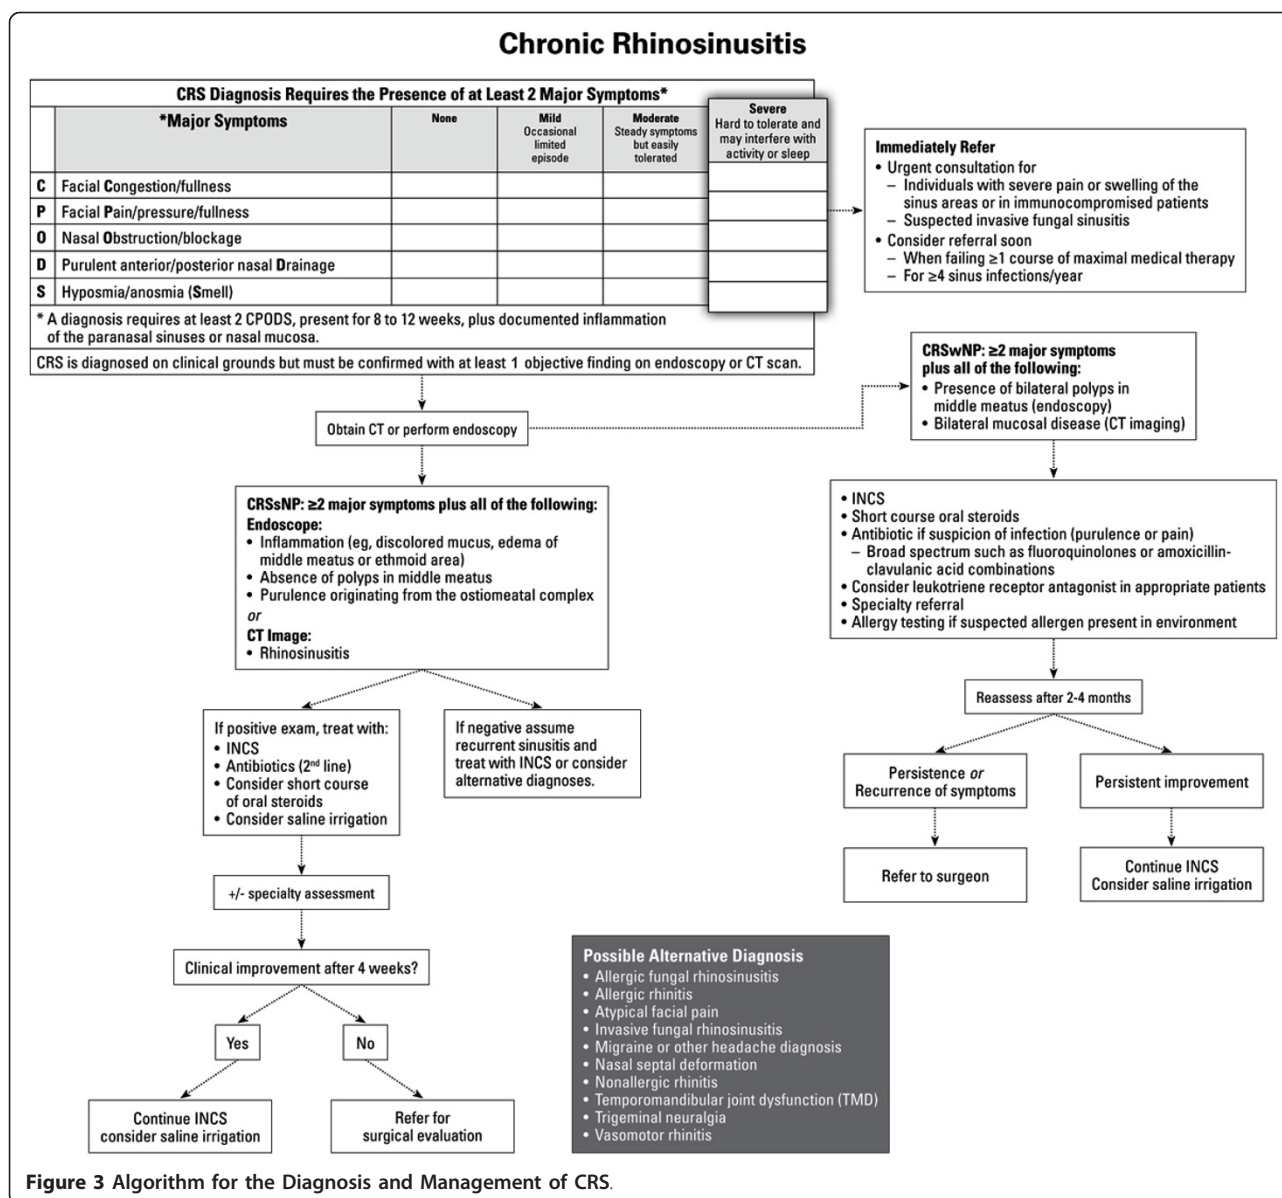 Chronic Rhinosinusitis
CRS Diagnosis Requires the Presence of at Least 2 Major Symptoms*
*Major Symptoms
None
Mild
Occasional
limited
episode
Moderate
Steady symptoms
but easily
tolerated
Severe
Hard to tolerate and
may interfere with
activity or sleep
C Facial Congestion/fullness
P Facial Pain/pressure/fullness
O Nasal Obstruction/blockage
D Purulent anterior/posterior nasal Drainage
S Hyposmia/anosmia (Smell)
* A diagnosis requires at least 2 CPODS, present for 8 to 12 weeks, plus documented inflammation
of the paranasal sinuses or nasal mucosa.
CRS is diagnosed on clinical grounds but must be confirmed with at least 1 objective finding on endoscopy or CT scan.
Immediately Refer
• Urgent consultation for
– Individuals with severe pain or swelling of the
sinus areas or in immunocompromised patients
– Suspected invasive fungal sinusitis
• Consider referral soon
– When failing ≥1 course of maximal medical therapy
– For ≥4 sinus infections/year
Obtain CT or perform endoscopy
CRSwNP: ≥2 major symptoms
plus all of the following:
• Presence of bilateral polyps in
middle meatus (endoscopy)
• Bilateral mucosal disease (CT imaging)
CRSsNP: ≥2 major symptoms plus all of the following:
Endoscope:
• Inflammation (eg, discolored mucus, edema of
middle meatus or ethmoid area)
• Absence of polyps in middle meatus
• Purulence originating from the ostiomeatal complex
or
CT Image:
• Rhinosinusitis
• INCS
• Short course oral steroids
• Antibiotic if suspicion of infection (purulence or pain)
– Broad spectrum such as fluoroquinolones or amoxicillin-
clavulanic acid combinations
• Consider leukotriene receptor antagonist in appropriate patients
• Specialty referral
• Allergy testing if suspected allergen present in environment
If positive exam, treat with:
• INCS
• Antibiotics (2nd line)
• Consider short course
of oral steroids
• Consider saline irrigation
If negative assume
recurrent sinusitis and
treat with INCS or consider
alternative diagnoses.
Reassess after 2-4 months
Persistence or
Recurrence of symptoms
Persistent improvement
Refer to surgeon
Continue INCS
Consider saline irrigation
+/- specialty assessment
Clinical improvement after 4 weeks?
Yes
No
Continue INCS
consider saline irrigation
Refer for
surgical evaluation
Possible Alternative Diagnosis
• Allergic fungal rhinosinusitis
• Allergic rhinitis
• Atypical facial pain
• Invasive fungal rhinosinusitis
• Migraine or other headache diagnosis
• Nasal septal deformation
• Nonallergic rhinitis
• Temporomandibular joint dysfunction (TMD)
• Trigeminal neuralgia
• Vasomotor rhinitis
Figure 3 Algorithm for the Diagnosis and Management of CRS.